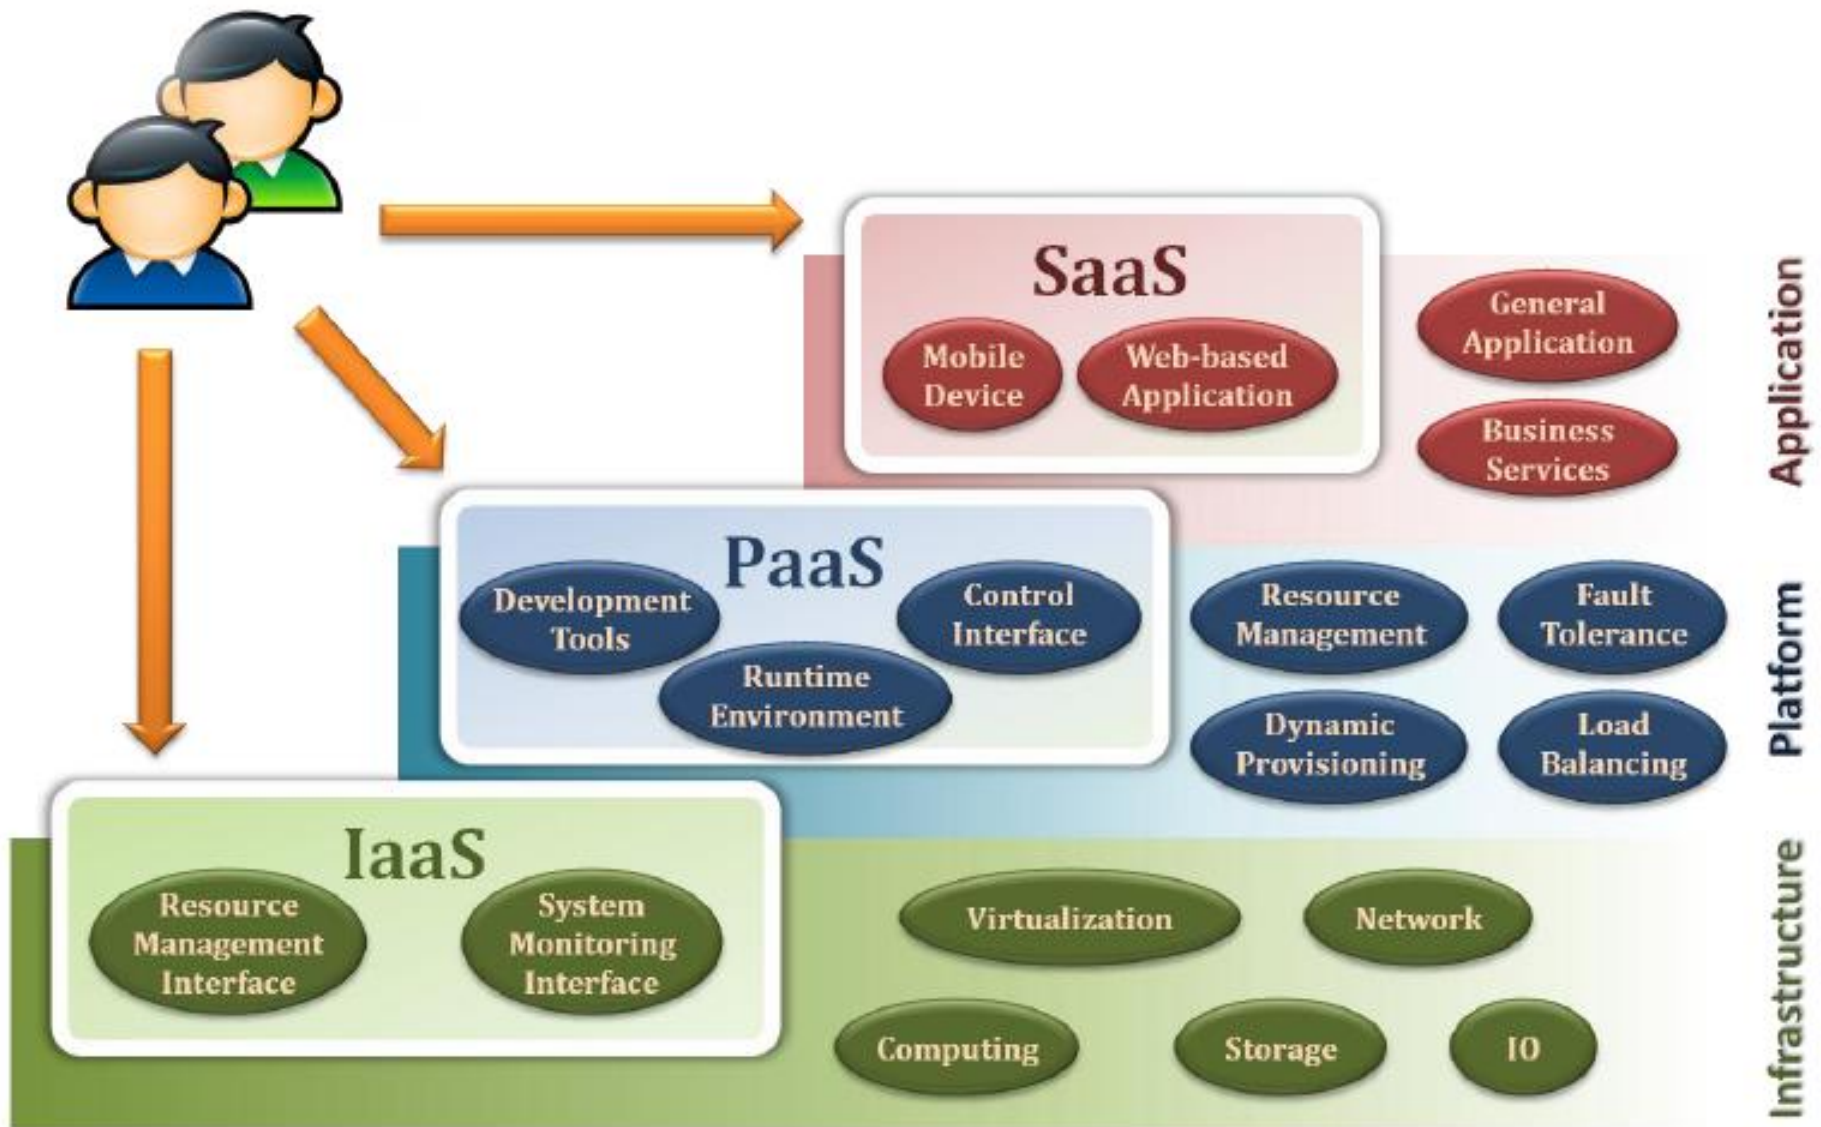 SaaS
Mobile
Device
Web-based
Application
General
Application
Business
Services
Application
PaaS
Development
Tools
Runtime
Environment
Control
Interface
Resource
Management
Fault
Tolerance
Dynamic
Provisioning
Load
Balancing
Platform
IaaS
Resource
Management
Interface
System
Monitoring
Interface
Virtualization
Network
Computing
Storage
IO
Infrastructure